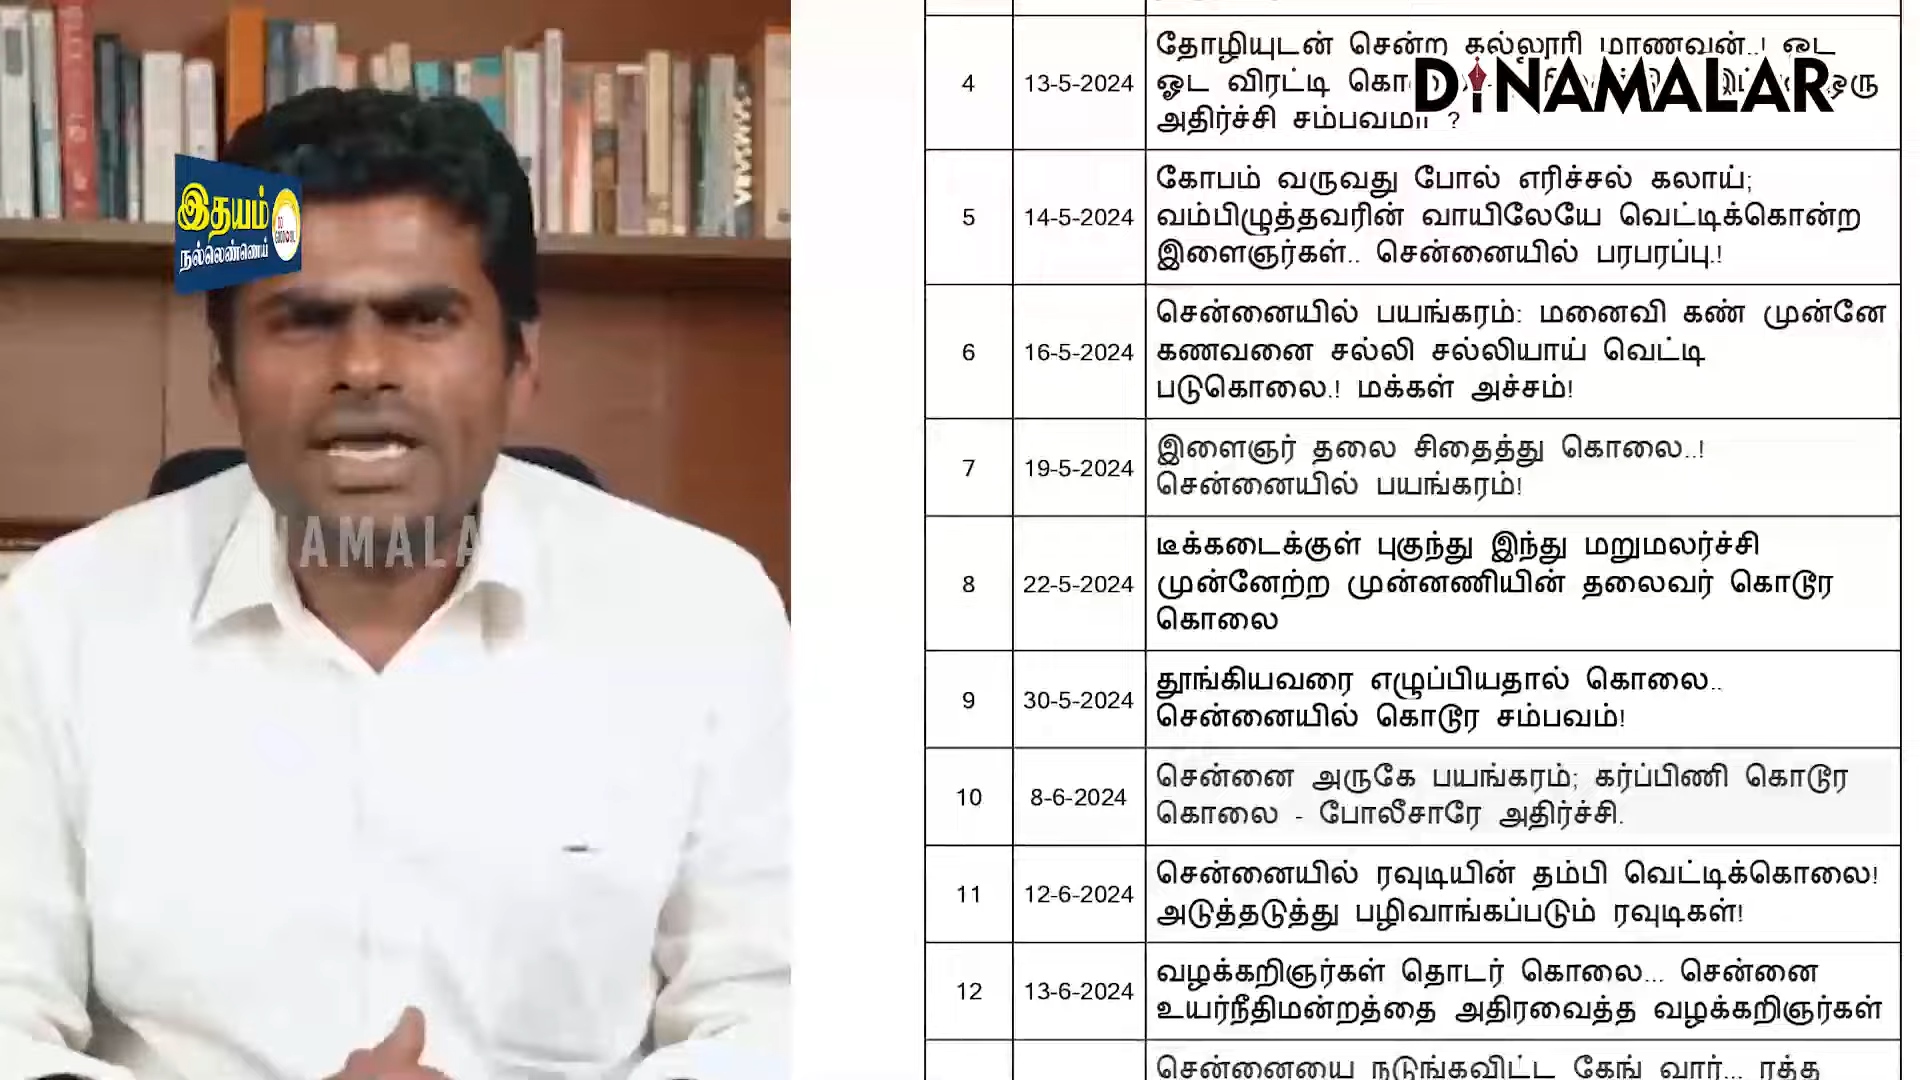 இதயம்
நல்லெண்ணெய்
NAMALA
DINAMALAR
4
13-5-2024
தோழியுடன் சென்ற கல்லூரி மாணவன்..! ஓட
ஓட விரட்டி
அதிர்ச்சி சம்பவமா ?
5
14-5-2024
கோபம் வருவது போல் எரிச்சல் கலாய்;
வம்பிழுத்தவரின் வாயிலேயே வெட்டிக்கொன்ற
இளைஞர்கள்.. சென்னையில் பரபரப்பு.!
6
16-5-2024
சென்னையில் பயங்கரம்: மனைவி கண் முன்னே
கணவனை சல்லி சல்லியாய் வெட்டி
படுகொலை.! மக்கள் அச்சம்!
7
19-5-2024
இளைஞர் தலை சிதைத்து கொலை..!
சென்னையில் பயங்கரம்!
8
22-5-2024
டீக்கடைக்குள் புகுந்து இந்து மறுமலர்ச்சி
முன்னேற்ற முன்னணியின் தலைவர் கொடூர
கொலை
9
30-5-2024
தூங்கியவரை எழுப்பியதால் கொலை..
சென்னையில் கொடூர சம்பவம்!
10
8-6-2024
சென்னை அருகே பயங்கரம்; கர்ப்பிணி கொடூர
கொலை - போலீசாரே அதிர்ச்சி.
11
12-6-2024
சென்னையில் ரவுடியின் தம்பி வெட்டிக்கொலை!
அடுத்தடுத்து பழிவாங்கப்படும் ரவுடிகள்!
12
13-6-2024
வழக்கறிஞர்கள் தொடர் கொலை... சென்னை
உயர்நீதிமன்றத்தை அதிரவைத்த வழக்கறிஞர்கள்
சென்னையை நடுங்கவிட்ட கேங் வார்... ரத்த